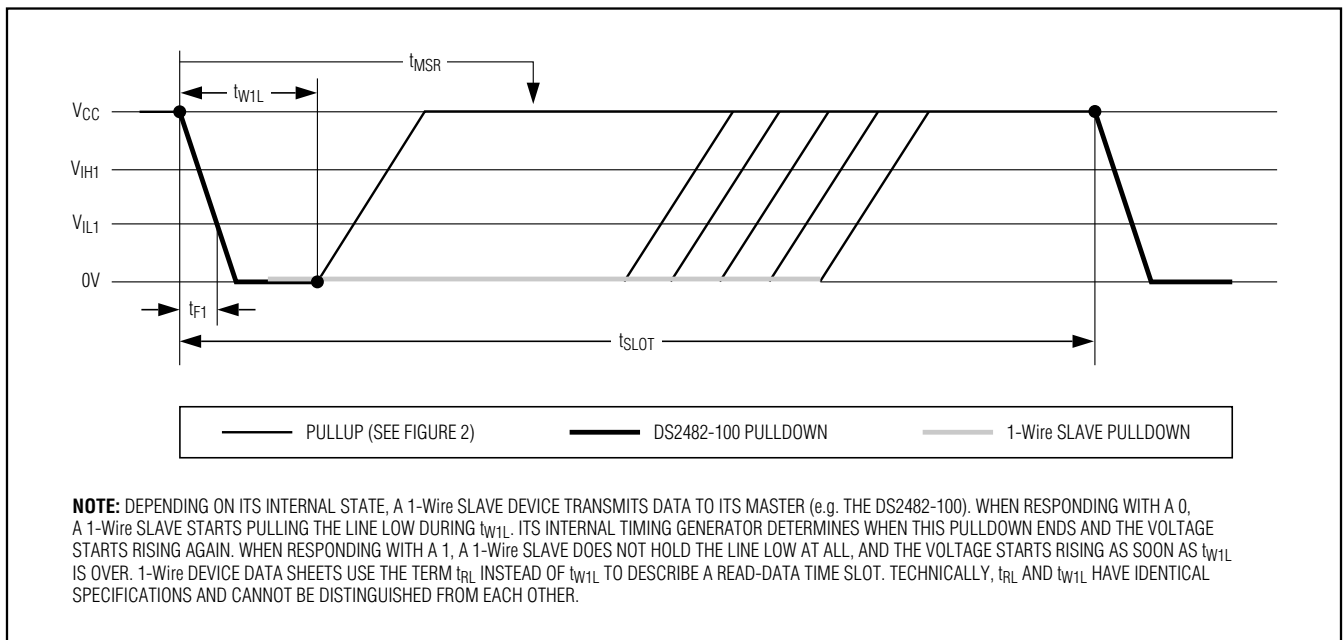 tMSR
tW1L
VCC
VIH1
VIL1
0V
tF1
tSLOT
PULLUP (SEE FIGURE 2) DS2482-100 PULLDOWN 1-Wire SLAVE PULLDOWN
NOTE: DEPENDING ON ITS INTERNAL STATE, A 1-Wire SLAVE DEVICE TRANSMITS DATA TO ITS MASTER (e.g. THE DS2482-100). WHEN RESPONDING WITH A 0,
A 1-Wire SLAVE STARTS PULLING THE LINE LOW DURING tW1L. ITS INTERNAL TIMING GENERATOR DETERMINES WHEN THIS PULLDOWN ENDS AND THE VOLTAGE
STARTS RISING AGAIN. WHEN RESPONDING WITH A 1, A 1-Wire SLAVE DOES NOT HOLD THE LINE LOW AT ALL, AND THE VOLTAGE STARTS RISING AS SOON AS tW1L
IS OVER. 1-Wire DEVICE DATA SHEETS USE THE TERM tRL INSTEAD OF tW1L TO DESCRIBE A READ-DATA TIME SLOT. TECHNICALLY, tRL AND tW1L HAVE IDENTICAL
SPECIFICATIONS AND CANNOT BE DISTINGUISHED FROM EACH OTHER.